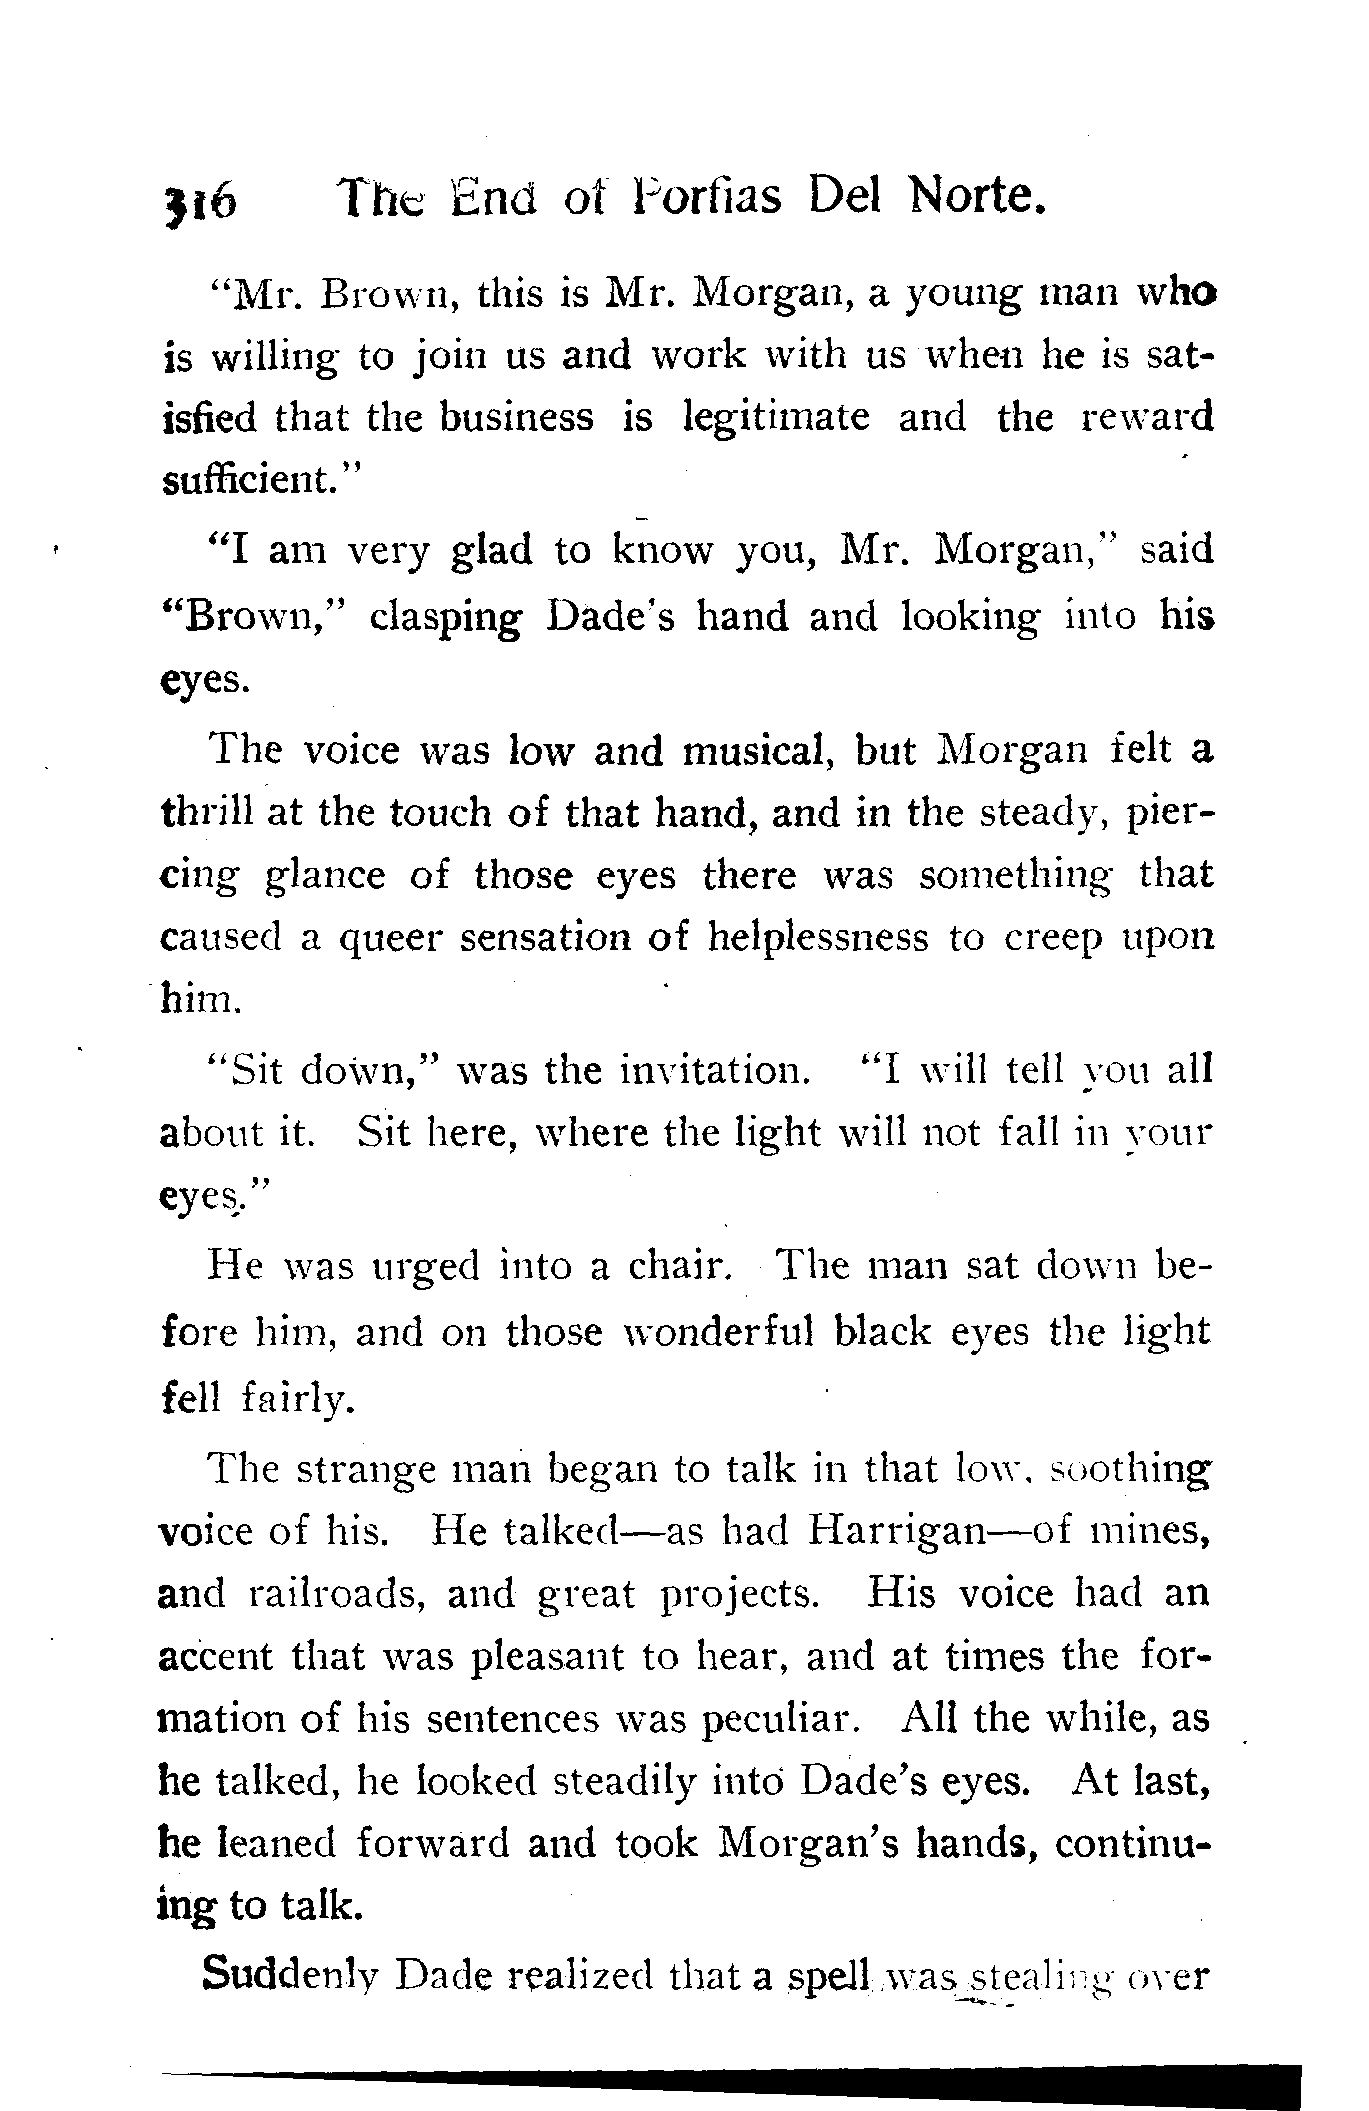 316 The End of Porfias Del Norte.
"Mr. Brown, this is Mr. Morgan, a young man who
is willing to join us and work with us when he is sat-
isfied that the business is legitimate and the reward
sufficient."
"I am very glad to know you, Mr. Morgan," said
"Brown," clasping Dade's hand and looking into his
eyes.
The voice was low and musical, but Morgan felt a
thrill at the touch of that hand, and in the steady, pier-
cing glance of those eyes there was something that
caused a queer sensation of helplessness to creep upon
him.
"Sit down," was the invitation. "I will tell you all
about it. Sit here, where the light will not fall in your
eyes."
He was urged into a chair. The man sat down be-
fore him, and on those wonderful black eyes the light
fell fairly.
The strange man began to talk in that low, soothing
voice of his. He talked—as had Harrigan—of mines,
and railroads, and great projects. His voice had an
accent that was pleasant to hear, and at times the for-
mation of his sentences was peculiar. All the while, as
he talked, he looked steadily into Dade's eyes. At last,
he leaned forward and took Morgan's hands, continu-
ing to talk.
Suddenly Dade realized that a spell was stealing over